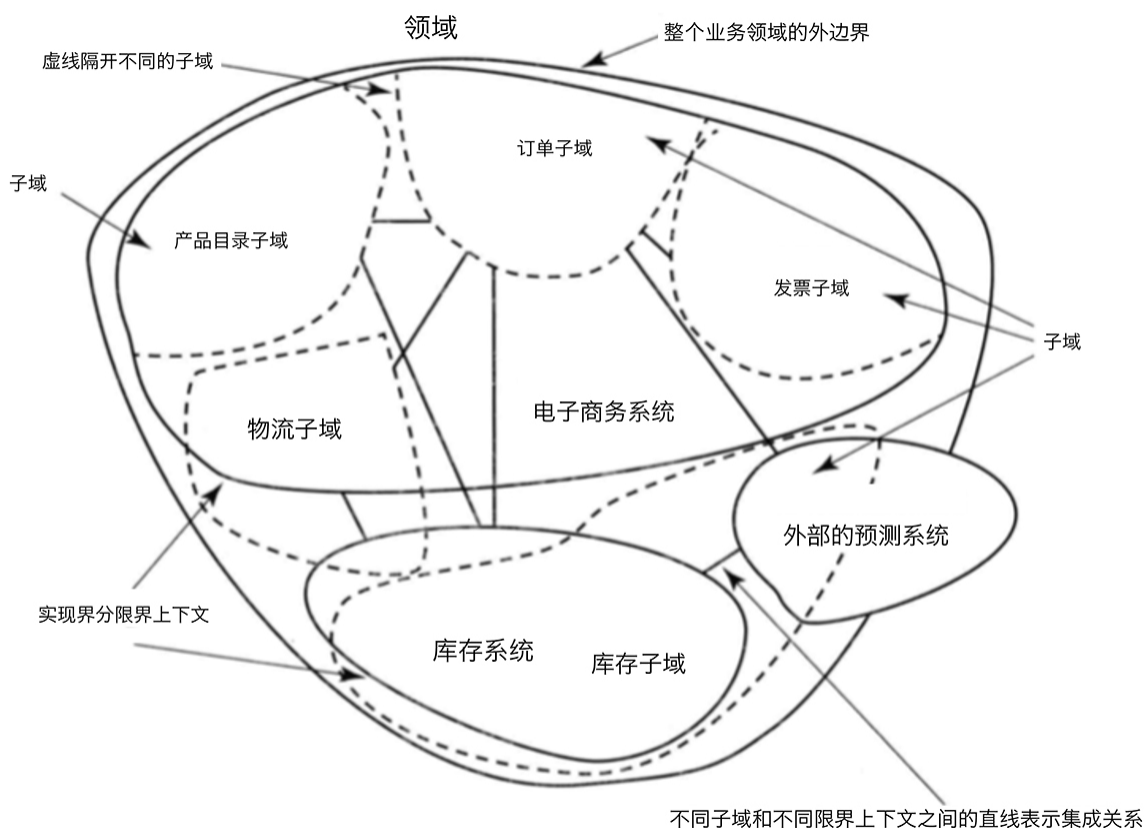 领域
整个业务领域的外边界
虚线隔开不同的子域
订单子域
子域
产品目录子域
发票子域
子域
电子商务系统
物流子域
外部的预测系统
实现界分限界上下文
库存系统
库存子域
不同子域和不同限界上下文之间的直线表示集成关系